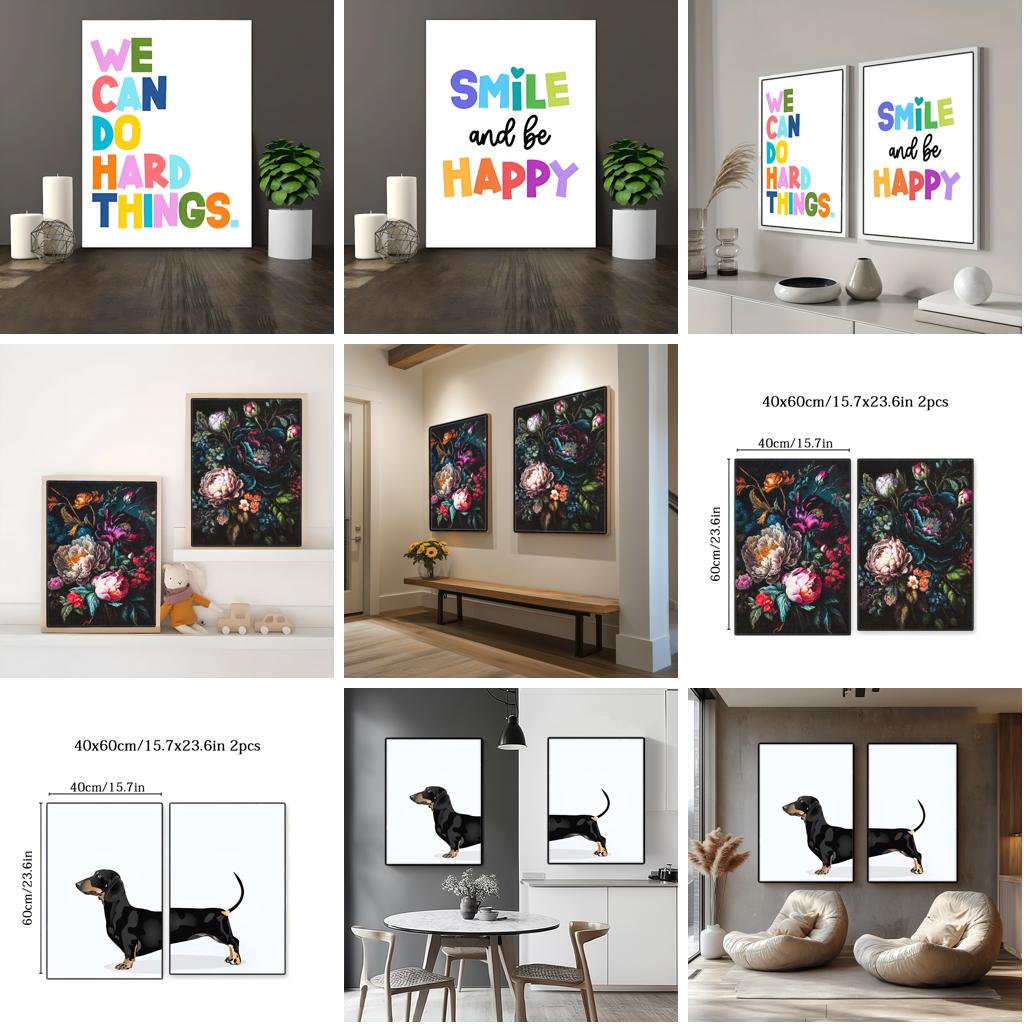 WE
CAN
DO
HARD
THINGS.
SMiLE
and be
HAPPY
WE
CAN
DO
HARD
THINGS.
SMiLE
and be
HAPPY
40x60cm/15.7x23.6in 2pcs
40cm/15.7in
60cm/23.6in
40x60cm/15.7x23.6in 2pcs
40cm/15.7in
60cm/23.6in